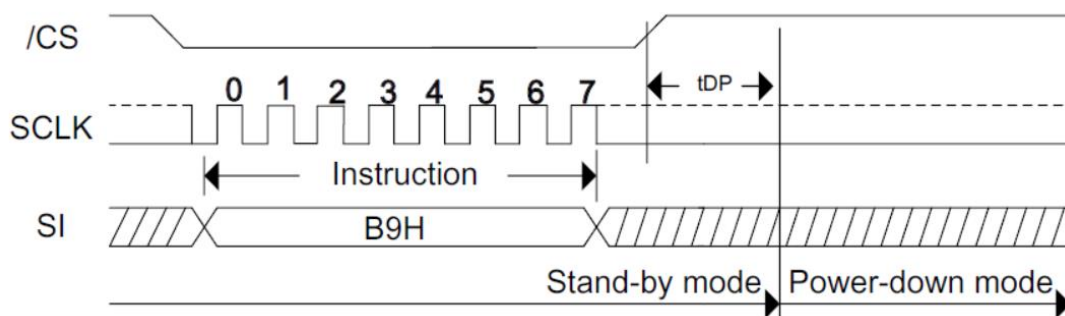 /CS
tDP
0 1 2 3 4 5 6 7
SCLK
Instruction
SI
B9H
Stand-by mode Power-down mode